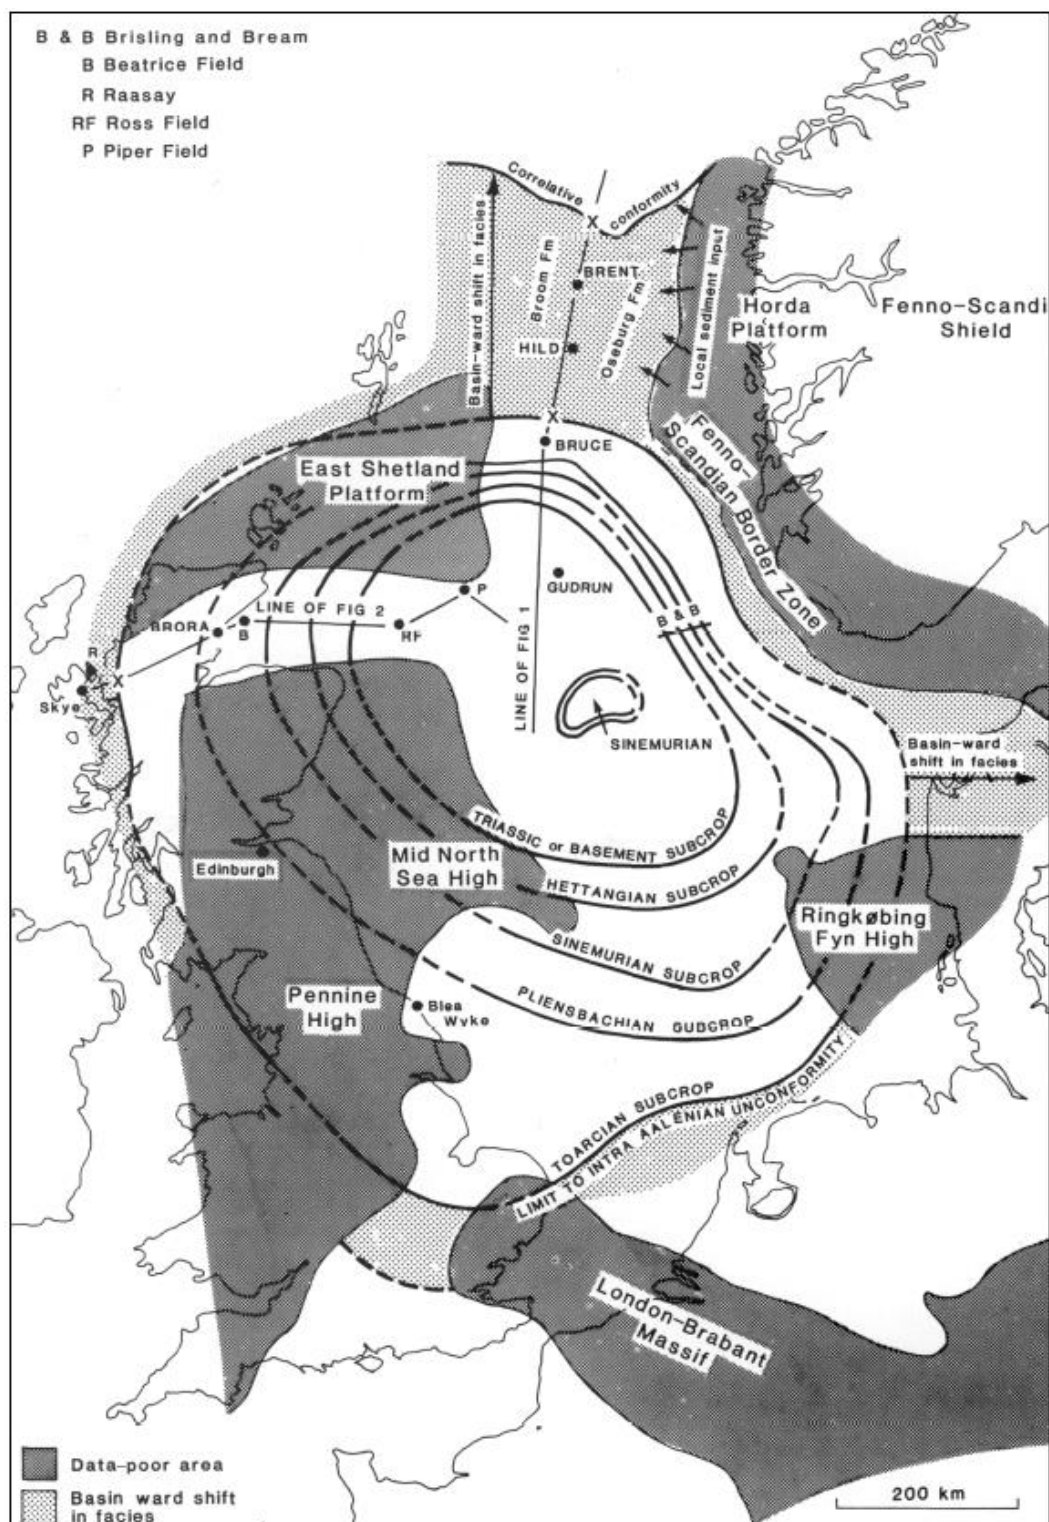 B & B Brisling and Bream
B Beatrice Field
R Raasay
RF Ross Field
P Piper Field
Correlative
conformity
Basin-ward shift in facies
Broom Fm
BRENT
Oseburg Fm
Local sediment input
Horda
Platform
Fenno-Scandi
Shield
HILD
BRUCE
Fenno-
Scandian Border Zone
East Shetland
Platform
GUDRUN
P
LINE OF FIG 2
BRORA
B
RF
B & B
LINE OF FIG 1
R
Skye
SINEMURIAN
Basin-ward
shift in facies
TRIASSIC or BASEMENT SUBCROP
Edinburgh
Mid North
Sea High
HETTANGIAN SUBCROP
Ringkøbing
Fyn High
SINEMURIAN SUBCROP
Pennine
High
PLIENSBACHIAN SUBCROP
Blea
Wyke
TOARCIAN SUBCROP
LIMIT TO INTRA AALENIAN UNCONFORMITY
London-Brabant
Massif
Data-poor area
Basin ward shift
in facies
200 km